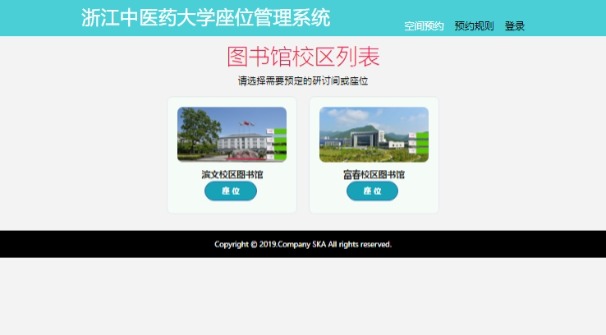 浙江中医药大学座位管理系统
空间预约 预约规则 登录
图书馆校区列表
请选择需要预定的研讨间或座位
滨文校区图书馆
座 位
富春校区图书馆
座 位
Copyright © 2019.Company SKA All rights reserved.